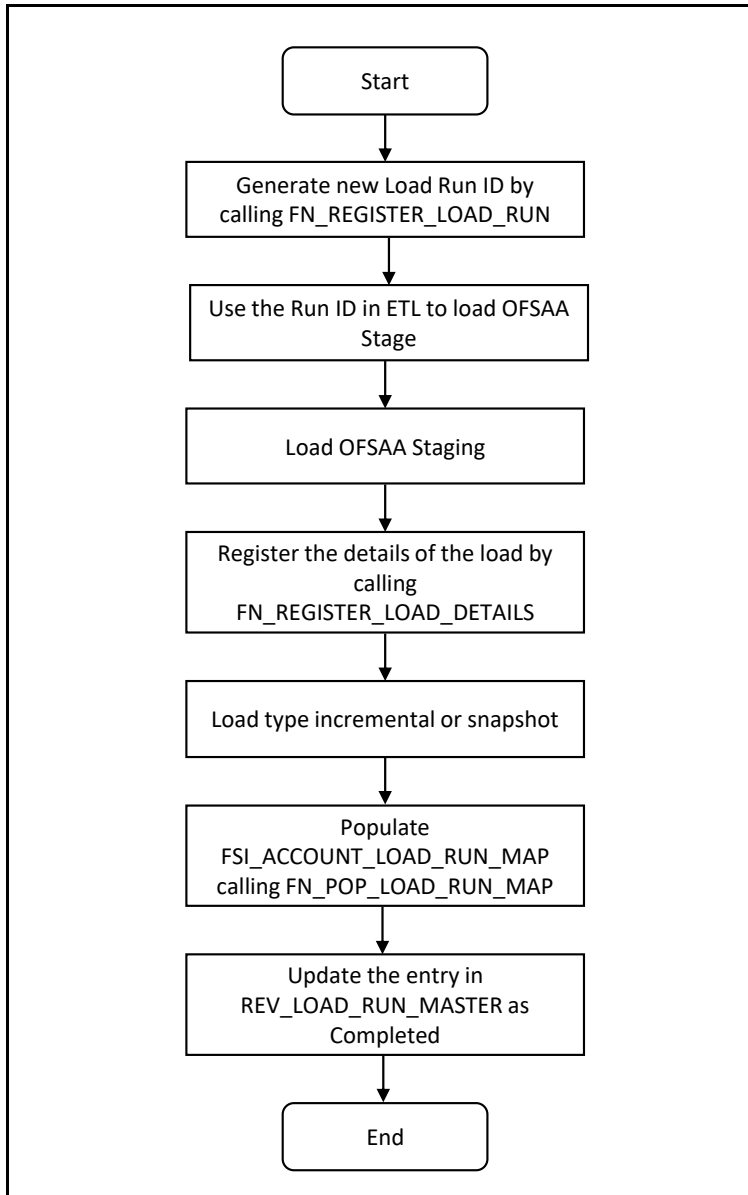 Start
Generate new Load Run ID by
calling FN_REGISTER_LOAD_RUN
Use the Run ID in ETL to load OFSAA
Stage
Load OFSAA Staging
Register the details of the load by
calling
FN_REGISTER_LOAD_DETAILS
Load type incremental or snapshot
Populate
FSI_ACCOUNT_LOAD_RUN_MAP
calling FN_POP_LOAD_RUN_MAP
Update the entry in
REV_LOAD_RUN_MASTER as
Completed
End